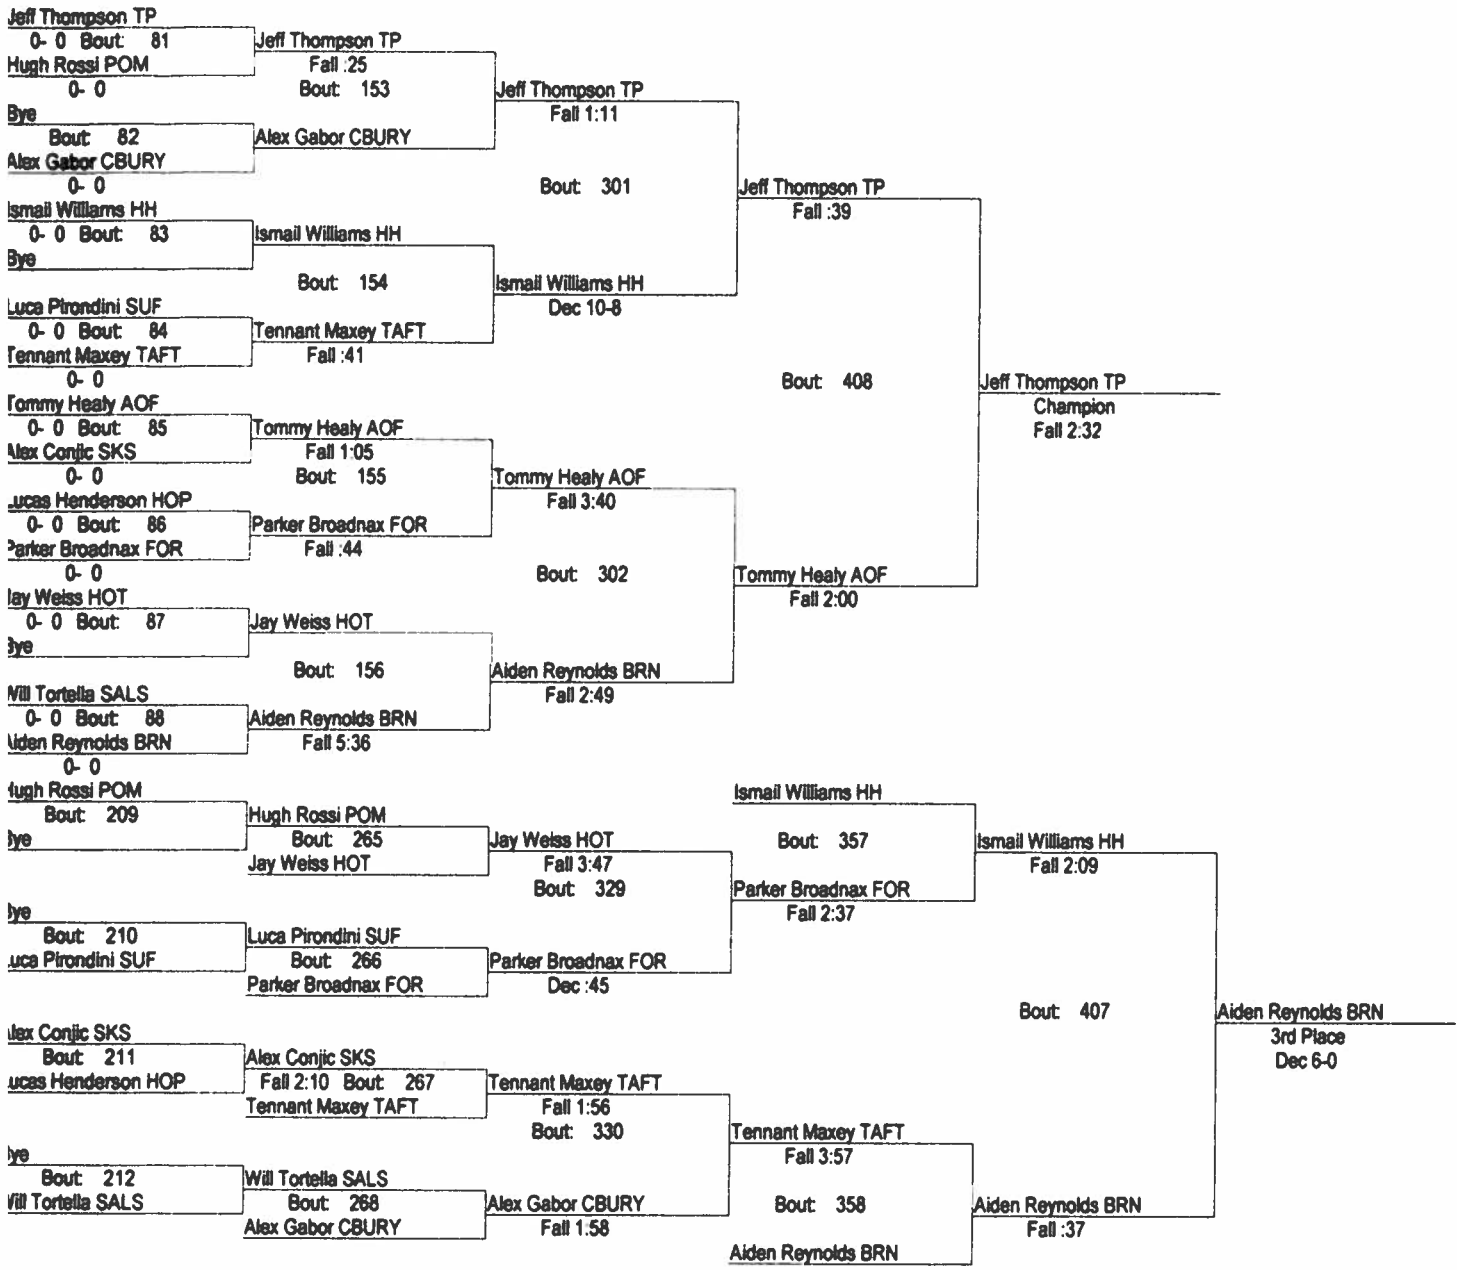 Jeff Thompson TP
0- 0 Bout: 81
Jeff Thompson TP
Hugh Rossi POM
Fall :25
0- 0
Bout: 153
Jeff Thompson TP
Bye
Fall 1:11
Bout: 82
Alex Gabor CBURY
Alex Gabor CBURY
0- 0
Bout: 301
Jeff Thompson TP
Ismail Williams HH
Fall :39
0- 0 Bout: 83
Ismail Williams HH
Bye
Bout: 154
Ismail Williams HH
Luca Pirondini SUF
Dec 10-8
0- 0 Bout: 84
Tennant Maxey TAFT
Tennant Maxey TAFT
Fall :41
0- 0
Bout: 408
Jeff Thompson TP
Tommy Healy AOF
Champion
0- 0 Bout: 85
Tommy Healy AOF
Fall 2:32
Alex Conjic SKS
Fall 1:05
0- 0
Bout: 155
Tommy Healy AOF
Lucas Henderson HOP
Fall 3:40
0- 0 Bout: 86
Parker Broadnax FOR
Parker Broadnax FOR
Fall :44
0- 0
Bout: 302
Tommy Healy AOF
Jay Weiss HOT
Fall 2:00
0- 0 Bout: 87
Jay Weiss HOT
Bye
Bout: 156
Aiden Reynolds BRN
Will Tortella SALS
Fall 2:49
0- 0 Bout: 88
Aiden Reynolds BRN
Aiden Reynolds BRN
Fall 5:36
0- 0
Hugh Rossi POM
Ismail Williams HH
Bout: 209
Hugh Rossi POM
Bye
Bout: 265
Jay Weiss HOT
Bout: 357
Ismail Williams HH
Jay Weiss HOT
Fall 3:47
Fall 2:09
Bout: 329
Parker Broadnax FOR
Bye
Fall 2:37
Bout: 210
Luca Pirondini SUF
Luca Pirondini SUF
Bout: 266
Parker Broadnax FOR
Parker Broadnax FOR
Dec :45
Bout: 407
Aiden Reynolds BRN
Alex Conjic SKS
3rd Place
Bout: 211
Alex Conjic SKS
Dec 6-0
Lucas Henderson HOP
Fall 2:10 Bout: 267
Tennant Maxey TAFT
Tennant Maxey TAFT
Fall 1:56
Bout: 330
Tennant Maxey TAFT
Bye
Fall 3:57
Bout: 212
Will Tortella SALS
Will Tortella SALS
Bout: 268
Alex Gabor CBURY
Bout: 358
Aiden Reynolds BRN
Alex Gabor CBURY
Fall 1:58
Fall :37
Aiden Reynolds BRN